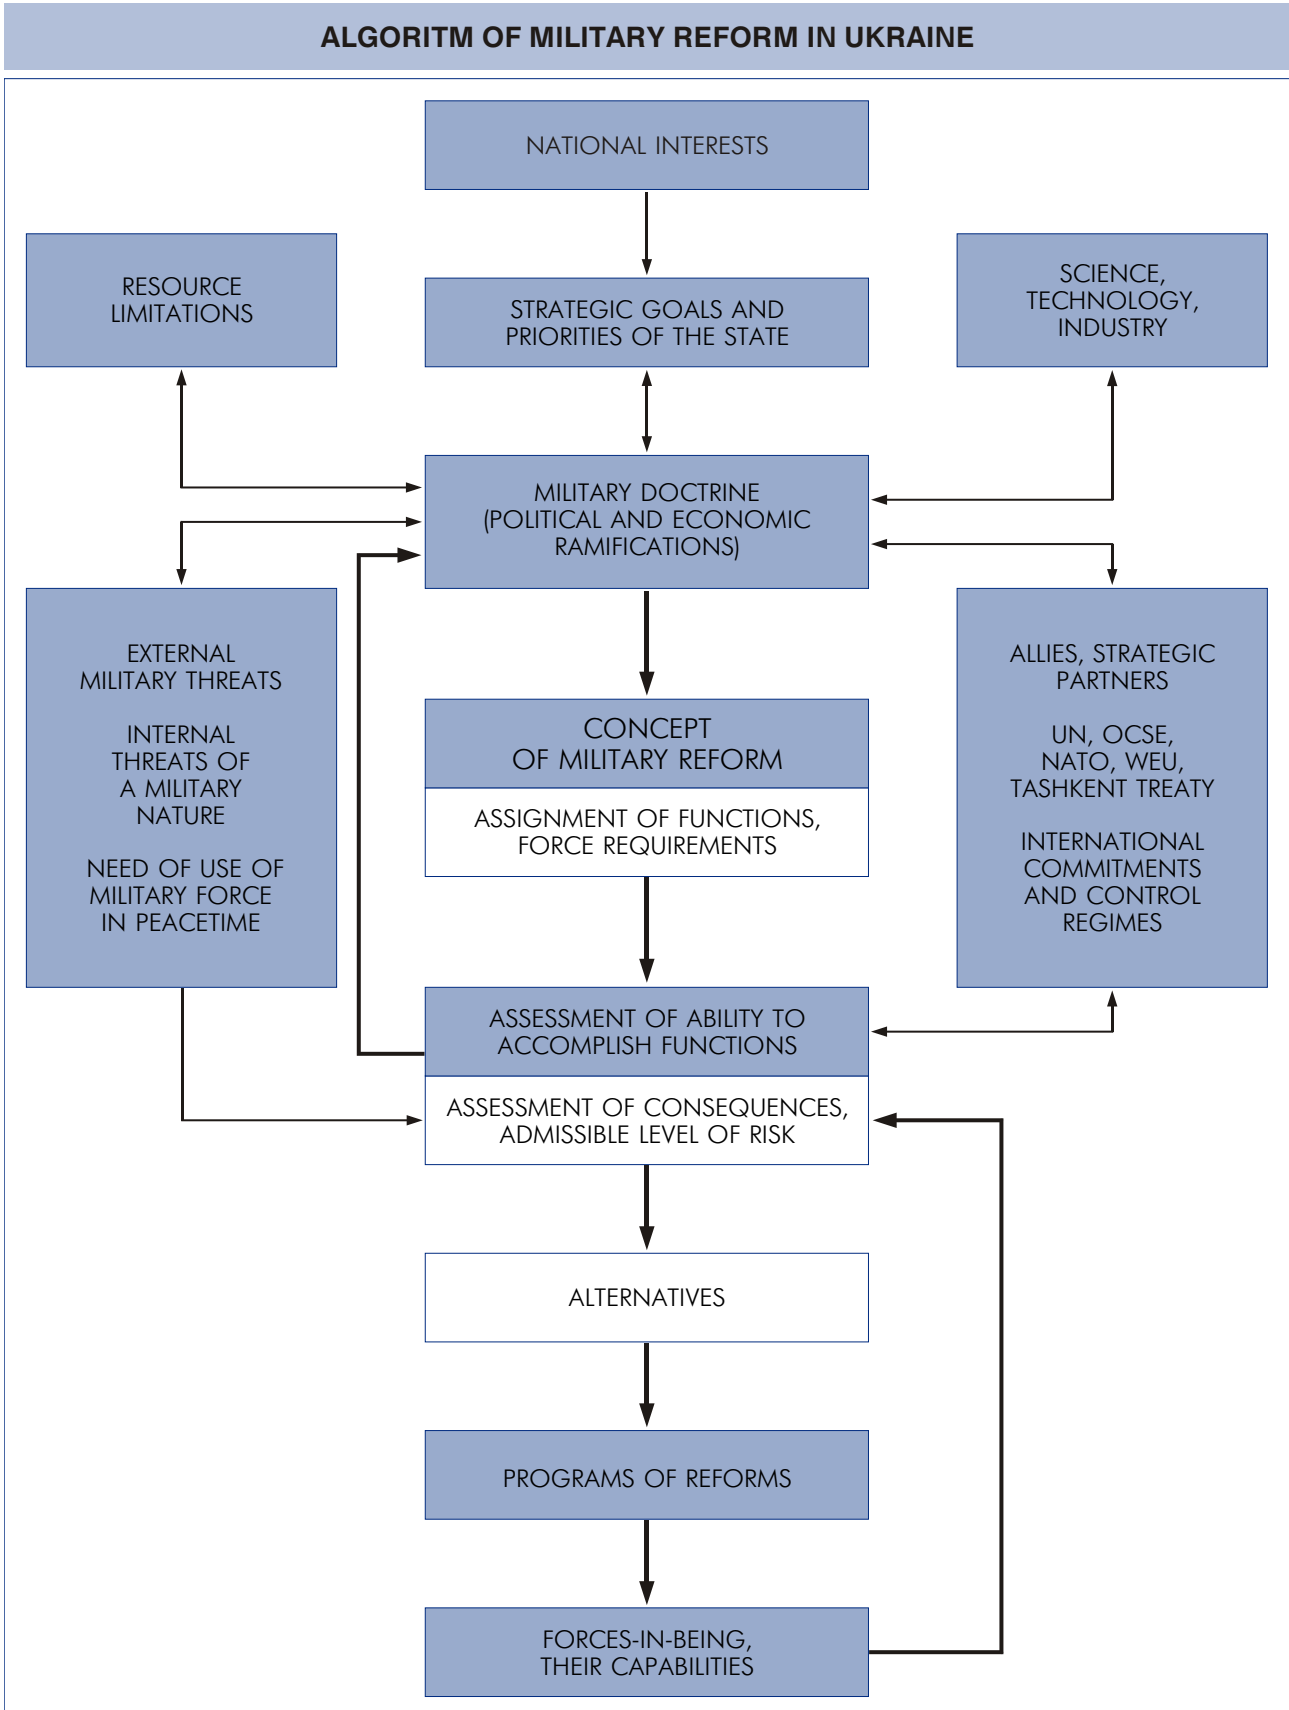 ALGORITM OF MILITARY REFORM IN UKRAINE
NATIONAL INTERESTS
RESOURCE
LIMITATIONS
STRATEGIC GOALS AND
PRIORITIES OF THE STATE
SCIENCE,
TECHNOLOGY,
INDUSTRY
MILITARY DOCTRINE
(POLITICAL AND ECONOMIC
RAMIFICATIONS)
EXTERNAL
MILITARY THREATS
INTERNAL
THREATS OF
A MILITARY
NATURE
NEED OF USE OF
MILITARY FORCE
IN PEACETIME
CONCEPT
OF MILITARY REFORM
ASSIGNMENT OF FUNCTIONS,
FORCE REQUIREMENTS
ALLIES, STRATEGIC
PARTNERS
UN, OCSE,
NATO, WEU,
TASHKENT TREATY
INTERNATIONAL
COMMITMENTS
AND CONTROL
REGIMES
ASSESSMENT OF ABILITY TO
ACCOMPLISH FUNCTIONS
ASSESSMENT OF CONSEQUENCES,
ADMISSIBLE LEVEL OF RISK
ALTERNATIVES
PROGRAMS OF REFORMS
FORCES-IN-BEING,
THEIR CAPABILITIES